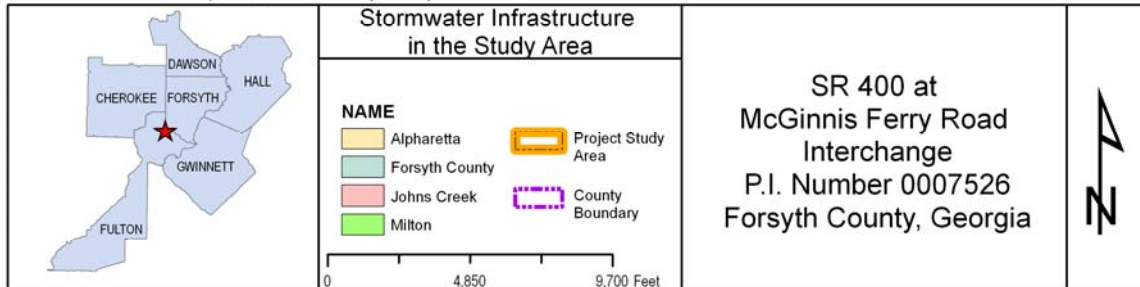 DAWSON
HALL
CHEROKEE
FORSYTH
GWINNETT
FULTON
Stormwater Infrastructure
in the Study Area
NAME
Alpharetta
Forsyth County
Johns Creek
Milton
Project Study
Area
County
Boundary
0
4,850
9,700 Feet
SR 400 at
McGinnis Ferry Road
Interchange
P.I. Number 0007526
Forsyth County, Georgia
N